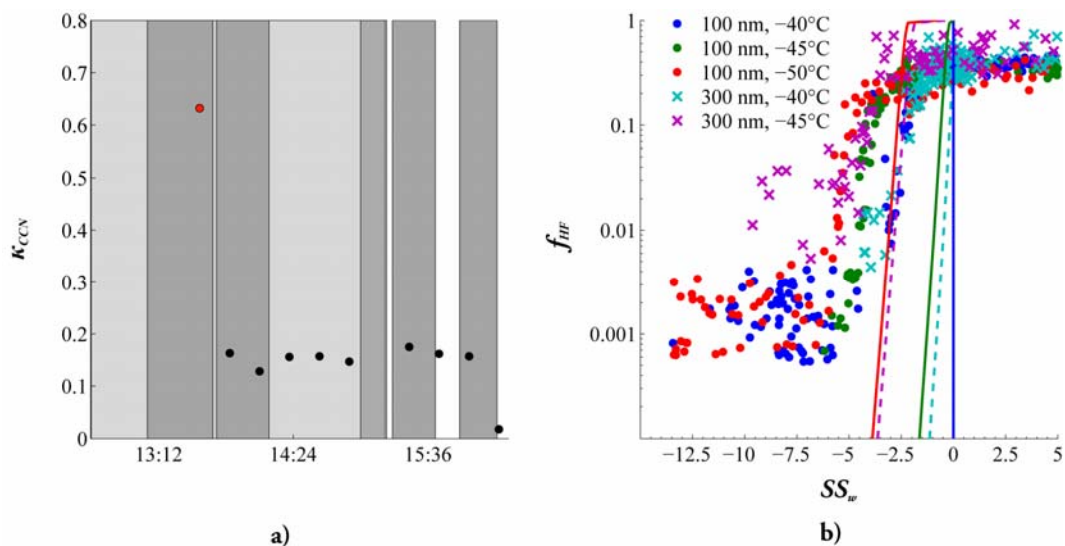 0.8
0.7
0.6
0.5
0.4
0.3
0.2
0.1
0
κCCN
13:12
14:24
15:36
a)
100 nm, −40°C
100 nm, −45°C
100 nm, −50°C
300 nm, −40°C
300 nm, −45°C
1
0.1
0.01
0.001
fHF
−12.5
−10
−7.5
−5
−2.5
0
2.5
5
SSw
b)